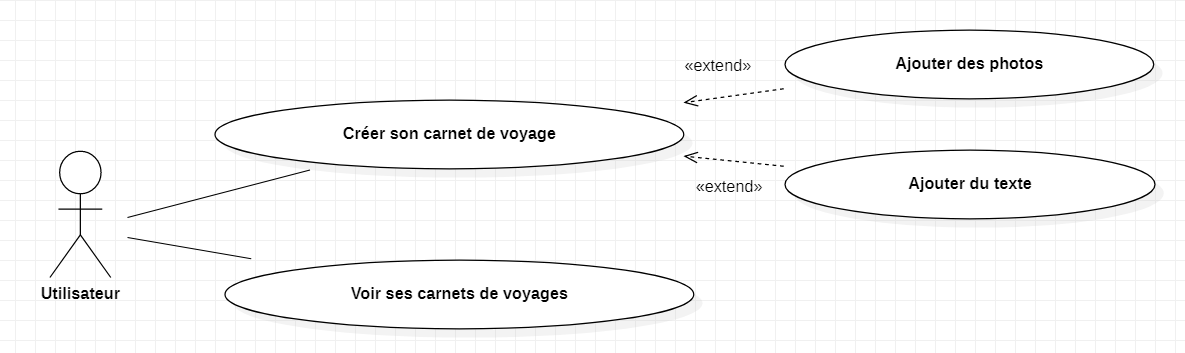 «extend»
Ajouter des photos
Créer son carnet de voyage
«extend»
Ajouter du texte
Utilisateur
Voir ses carnets de voyages